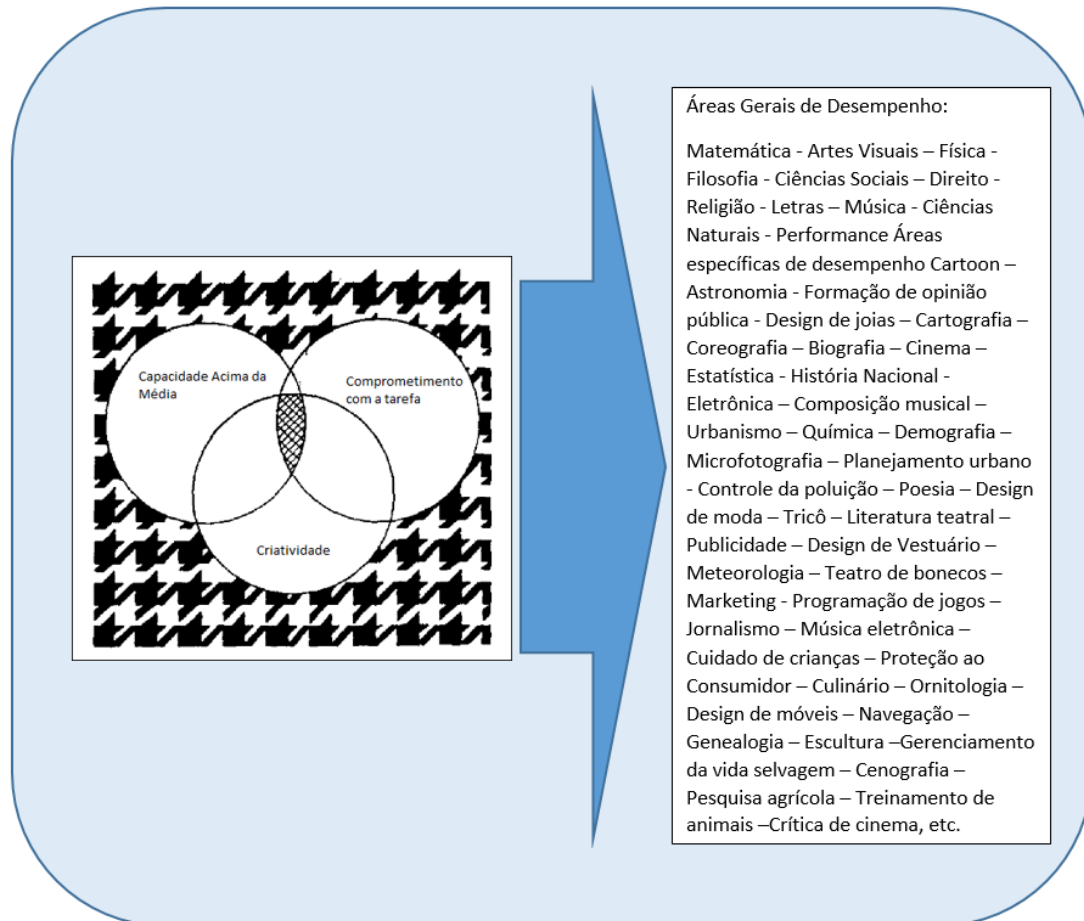 Capacidade Acima da
Média
Comprometimento
com a tarefa
Criatividade
Áreas Gerais de Desempenho:
Matemática - Artes Visuais – Física -
Filosofia - Ciências Sociais – Direito -
Religião - Letras – Música - Ciências
Naturais - Performance Áreas
específicas de desempenho Cartoon –
Astronomia - Formação de opinião
pública - Design de joias – Cartografia –
Coreografia – Biografia – Cinema –
Estatística - História Nacional -
Eletrônica – Composição musical –
Urbanismo – Química – Demografia –
Microfotografia – Planejamento urbano
- Controle da poluição – Poesia – Design
de moda – Tricô – Literatura teatral –
Publicidade – Design de Vestuário –
Meteorologia – Teatro de bonecos –
Marketing - Programação de jogos –
Jornalismo – Música eletrônica –
Cuidado de crianças – Proteção ao
Consumidor – Culinário – Ornitologia –
Design de móveis – Navegação –
Genealogia – Escultura –Gerenciamento
da vida selvagem – Cenografia –
Pesquisa agrícola – Treinamento de
animais –Crítica de cinema, etc.